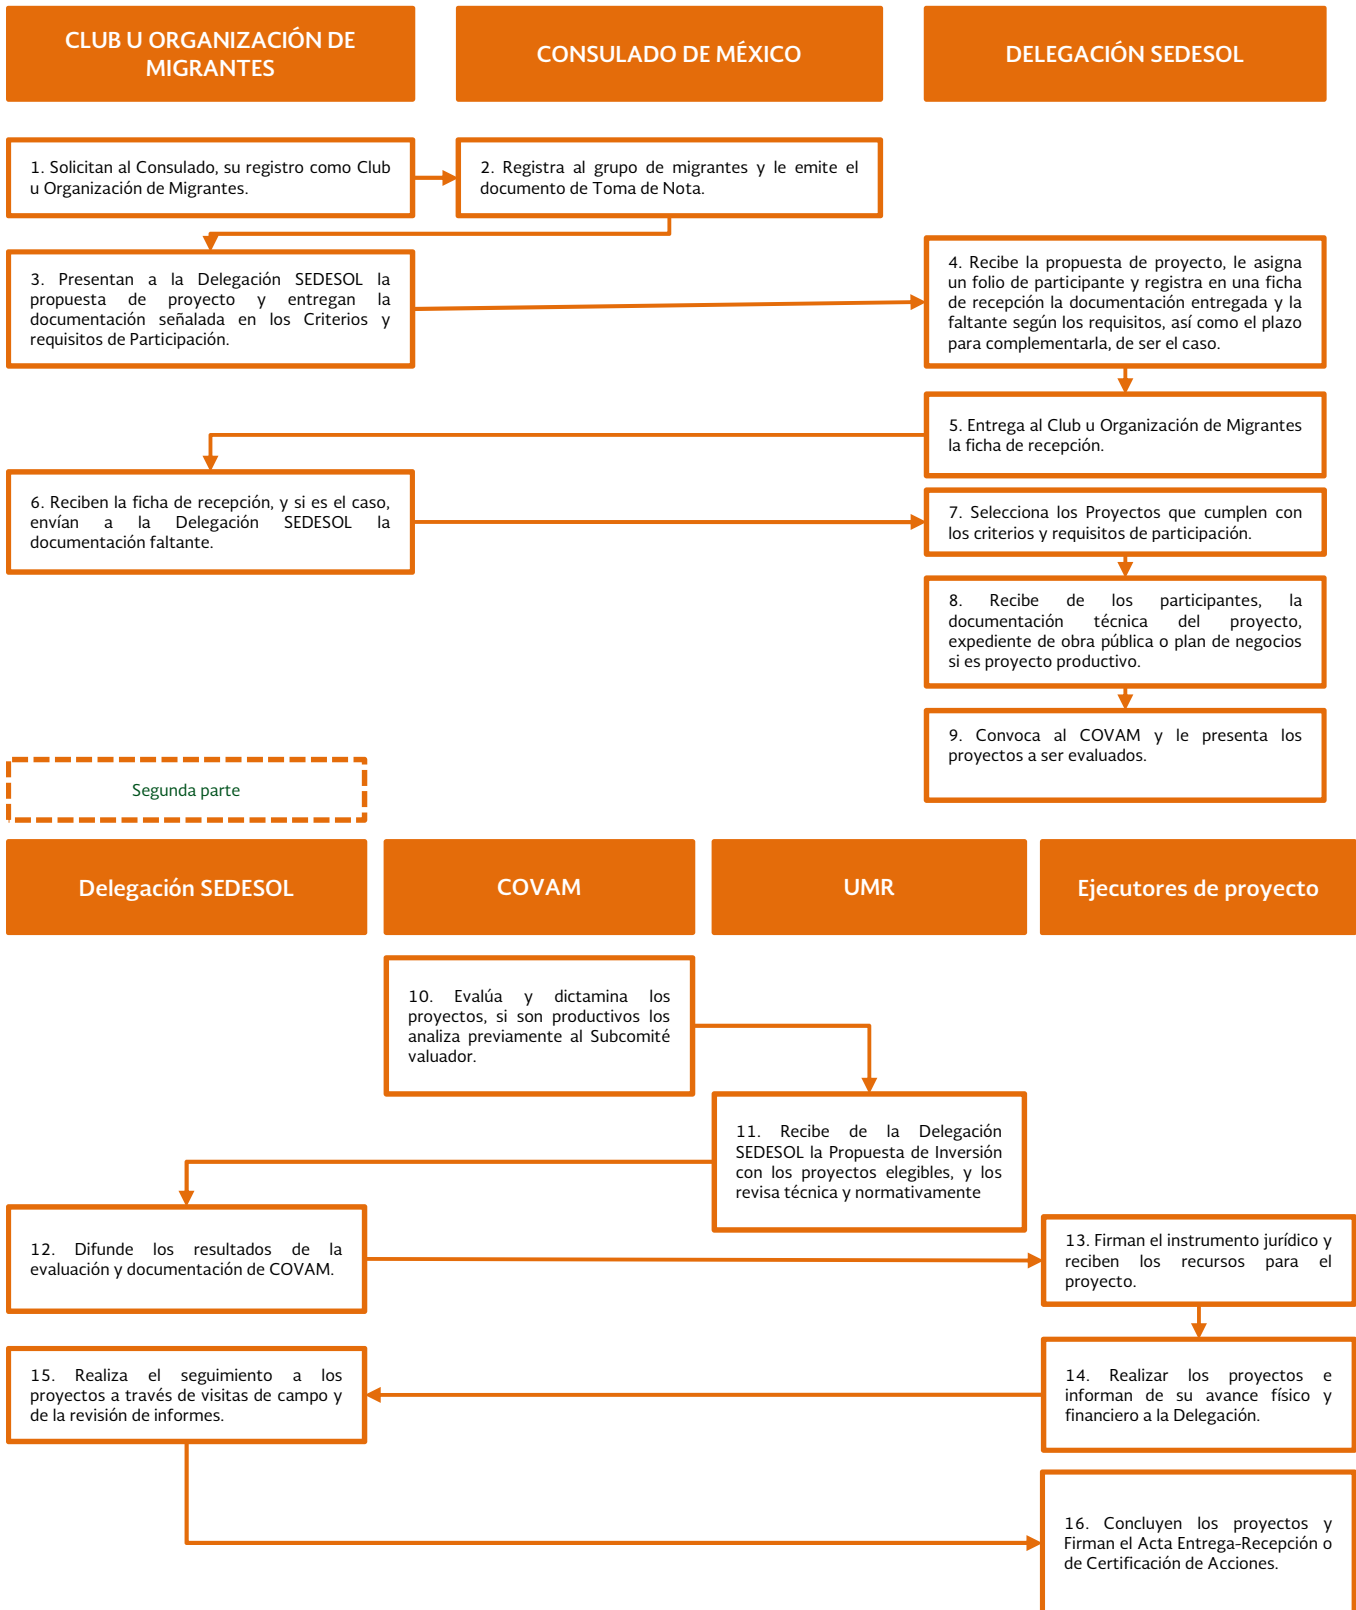 CLUB U ORGANIZACIÓN DE
MIGRANTES
CONSULADO DE MÉXICO
DELEGACIÓN SEDESOL
1. Solicitan al Consulado, su registro como Club
u Organización de Migrantes.
2. Registra al grupo de migrantes y le emite el
documento de Toma de Nota.
3. Presentan a la Delegación SEDESOL la
propuesta de proyecto y entregan la
documentación señalada en los Criterios y
requisitos de Participación.
4. Recibe la propuesta de proyecto, le asigna
un folio de participante y registra en una ficha
de recepción la documentación entregada y la
faltante según los requisitos, así como el plazo
para complementarla, de ser el caso.
5. Entrega al Club u Organización de Migrantes
la ficha de recepción.
6. Reciben la ficha de recepción, y si es el caso,
envían a la Delegación SEDESOL la
documentación faltante.
7. Selecciona los Proyectos que cumplen con
los criterios y requisitos de participación.
8. Recibe de los participantes, la
documentación técnica del proyecto,
expediente de obra pública o plan de negocios
si es proyecto productivo.
9. Convoca al COVAM y le presenta los
proyectos a ser evaluados.
Segunda parte
Delegación SEDESOL
COVAM
UMR
Ejecutores de proyecto
10. Evalúa y dictamina los
proyectos, si son productivos los
analiza previamente al Subcomité
valuador.
11. Recibe de la Delegación
SEDESOL la Propuesta de Inversión
con los proyectos elegibles, y los
revisa técnica y normativamente
12. Difunde los resultados de la
evaluación y documentación de COVAM.
13. Firman el instrumento jurídico y
reciben los recursos para el
proyecto.
14. Realizar los proyectos e
informan de su avance físico y
financiero a la Delegación.
15. Realiza el seguimiento a los
proyectos a través de visitas de campo y
de la revisión de informes.
16. Concluyen los proyectos y
Firman el Acta Entrega-Recepción o
de Certificación de Acciones.